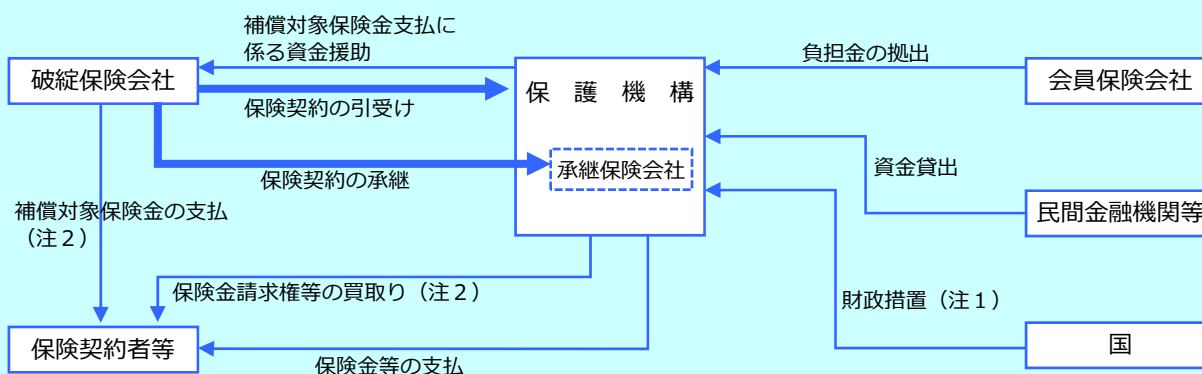 補償対象保険金支払に
係る資金援助
負担金の拠出
破綻保険会社
保護機構
会員保険会社
保険契約の引受け
承継保険会社
資金貸出
保険契約の承継
補償対象保険金の支払
(注2)
民間金融機関等
保険金請求権等の買取り(注2)
財政措置(注1)
保険契約者等
国
保険金等の支払